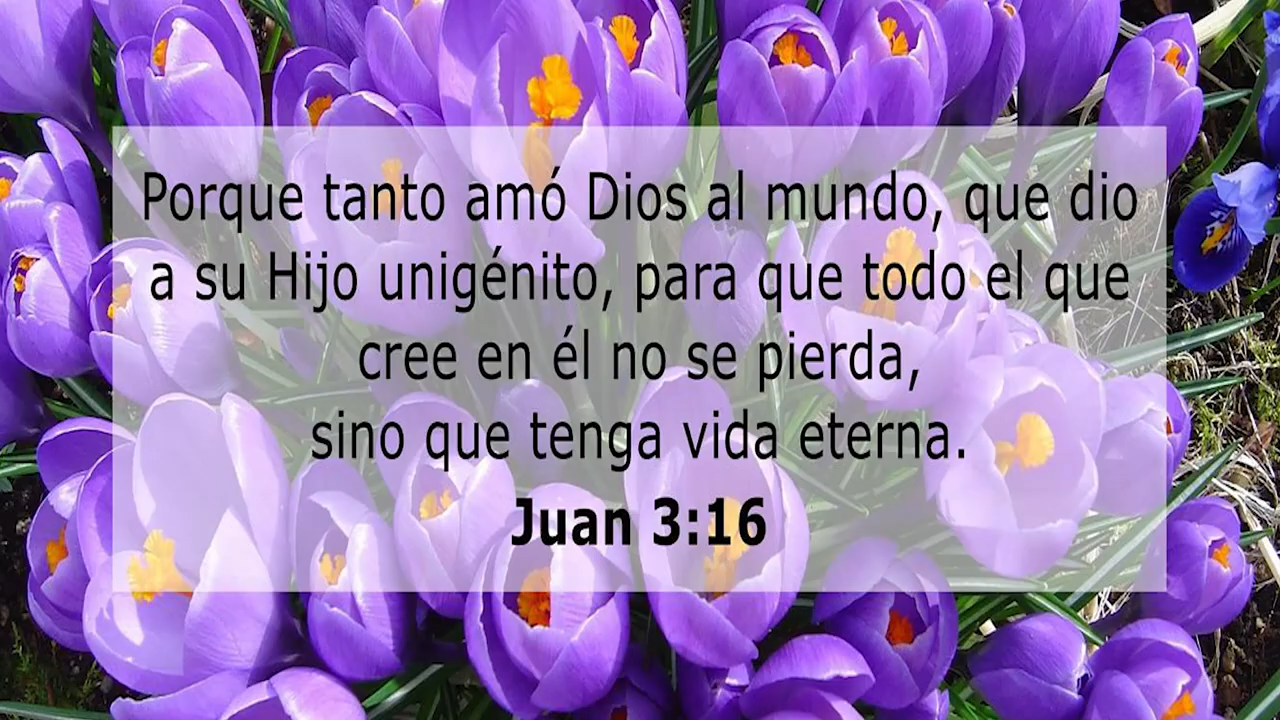 Porque tanto amó Dios al mundo, que dio
a su Hijo unigénito, para que todo el que
cree en él no se pierda,
sino que tenga vida eterna.
Juan 3:16